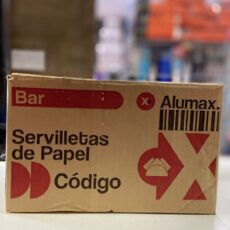 Bar
x Alumax.
Servilletas
de Papel
Código